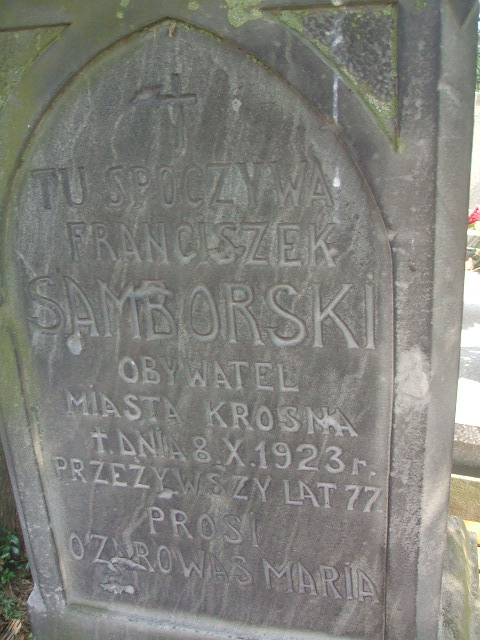 TU SPOCZYWA
FRANCISZEK
SAMBORSKI
OBYWATEL
MIASTA KROSNA
† DNIA 8 X.1923 r.
PRZEŻYWSZY LAT 77
PROSI
O ZDROWAŚ MARIA